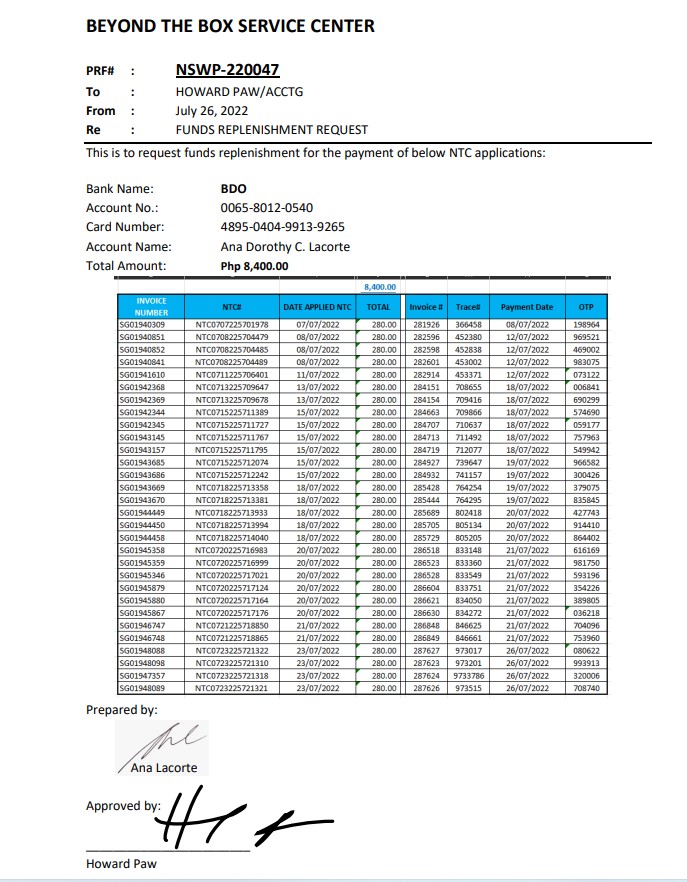 BEYOND THE BOX SERVICE CENTER
PRF# : NSWP-220047
To : HOWARD PAW/ACCTG
From : July 26, 2022
Re : FUNDS REPLENISHMENT REQUEST
This is to request funds replenishment for the payment of below NTC applications:
Bank Name: BDO
Account No.: 0065-8012-0540
Card Number: 4895-0404-9913-9265
Account Name: Ana Dorothy C. Lacorte
Total Amount: Php 8,400.00
8,400.00
INVOICE NUMBER NTC# DATE APPLIED NTC TOTAL Invoice # Trace# Payment Date OTP
SG01940309 NTC0707225701978 07/07/2022 280.00 281926 366458 08/07/2022 198964
SG01940851 NTC0708225704479 08/07/2022 280.00 282596 452380 12/07/2022 969521
SG01940852 NTC0708225704485 08/07/2022 280.00 282598 452838 12/07/2022 469002
SG01940841 NTC0708225704489 08/07/2022 280.00 282601 453002 12/07/2022 983075
SG01941610 NTC0711225706401 11/07/2022 280.00 282914 453371 12/07/2022 073122
SG01942368 NTC0713225709647 13/07/2022 280.00 284151 708655 18/07/2022 006841
SG01942369 NTC0713225709678 13/07/2022 280.00 284154 709416 18/07/2022 690299
SG01942344 NTC0715225711389 15/07/2022 280.00 284663 709866 18/07/2022 574690
SG01942345 NTC0715225711727 15/07/2022 280.00 284707 710637 18/07/2022 059177
SG01943145 NTC0715225711767 15/07/2022 280.00 284713 711492 18/07/2022 757963
SG01943157 NTC0715225711795 15/07/2022 280.00 284719 712077 18/07/2022 549942
SG01943685 NTC0715225712074 15/07/2022 280.00 284927 739647 19/07/2022 966582
SG01943686 NTC0715225712242 15/07/2022 280.00 284932 741157 19/07/2022 300426
SG01943669 NTC0718225713358 18/07/2022 280.00 285428 764254 19/07/2022 379075
SG01943670 NTC0718225713381 18/07/2022 280.00 285444 764295 19/07/2022 835845
SG01944449 NTC0718225713933 18/07/2022 280.00 285689 802418 20/07/2022 427743
SG01944450 NTC0718225713994 18/07/2022 280.00 285705 805134 20/07/2022 914410
SG01944458 NTC0718225714040 18/07/2022 280.00 285729 805205 20/07/2022 864402
SG01945358 NTC0720225716983 20/07/2022 280.00 286518 833148 21/07/2022 616169
SG01945359 NTC0720225716999 20/07/2022 280.00 286523 833360 21/07/2022 981750
SG01945346 NTC0720225717021 20/07/2022 280.00 286528 833549 21/07/2022 593196
SG01945879 NTC0720225717124 20/07/2022 280.00 286604 833751 21/07/2022 354226
SG01945880 NTC0720225717164 20/07/2022 280.00 286621 834050 21/07/2022 389805
SG01945867 NTC0720225717176 20/07/2022 280.00 286630 834272 21/07/2022 036218
SG01946747 NTC0721225718850 21/07/2022 280.00 286848 846625 21/07/2022 704096
SG01946748 NTC0721225718865 21/07/2022 280.00 286849 846661 21/07/2022 753960
SG01948088 NTC0723225721322 23/07/2022 280.00 287627 973017 26/07/2022 080622
SG01948098 NTC0723225721310 23/07/2022 280.00 287623 973201 26/07/2022 993913
SG01947357 NTC0723225721318 23/07/2022 280.00 287624 9733786 26/07/2022 320006
SG01948089 NTC0723225721321 23/07/2022 280.00 287626 973515 26/07/2022 708740
Prepared by:
Ana Lacorte
Approved by:
Howard Paw